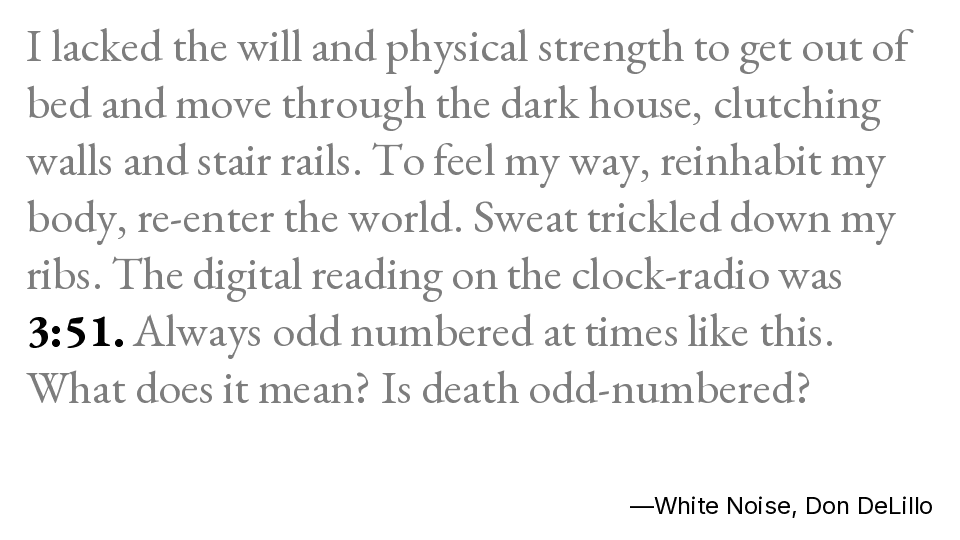 I lacked the will and physical strength to get out of
bed and move through the dark house, clutching
walls and stair rails. To feel my way, reinhabit my
body, re-enter the world. Sweat trickled down my
ribs. The digital reading on the clock-radio was
3:51. Always odd numbered at times like this.
What does it mean? Is death odd-numbered?
—White Noise, Don DeLillo